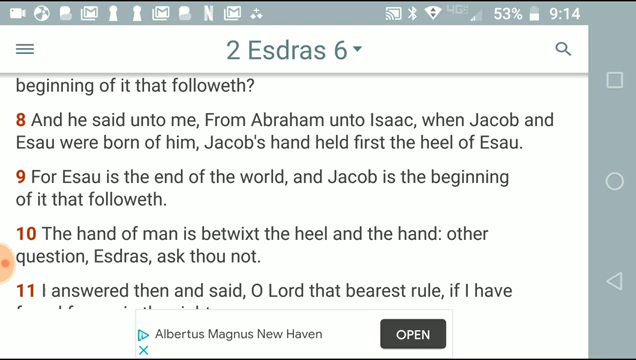 53% 9:14
2 Esdras 6
beginning of it that followeth?
8 And he said unto me, From Abraham unto Isaac, when Jacob and
Esau were born of him, Jacob's hand held first the heel of Esau.
9 For Esau is the end of the world, and Jacob is the beginning
of it that followeth.
10 The hand of man is betwixt the heel and the hand: other
question, Esdras, ask thou not.
11 I answered then and said, O Lord that bearest rule, if I have
Albertus Magnus New Haven
OPEN